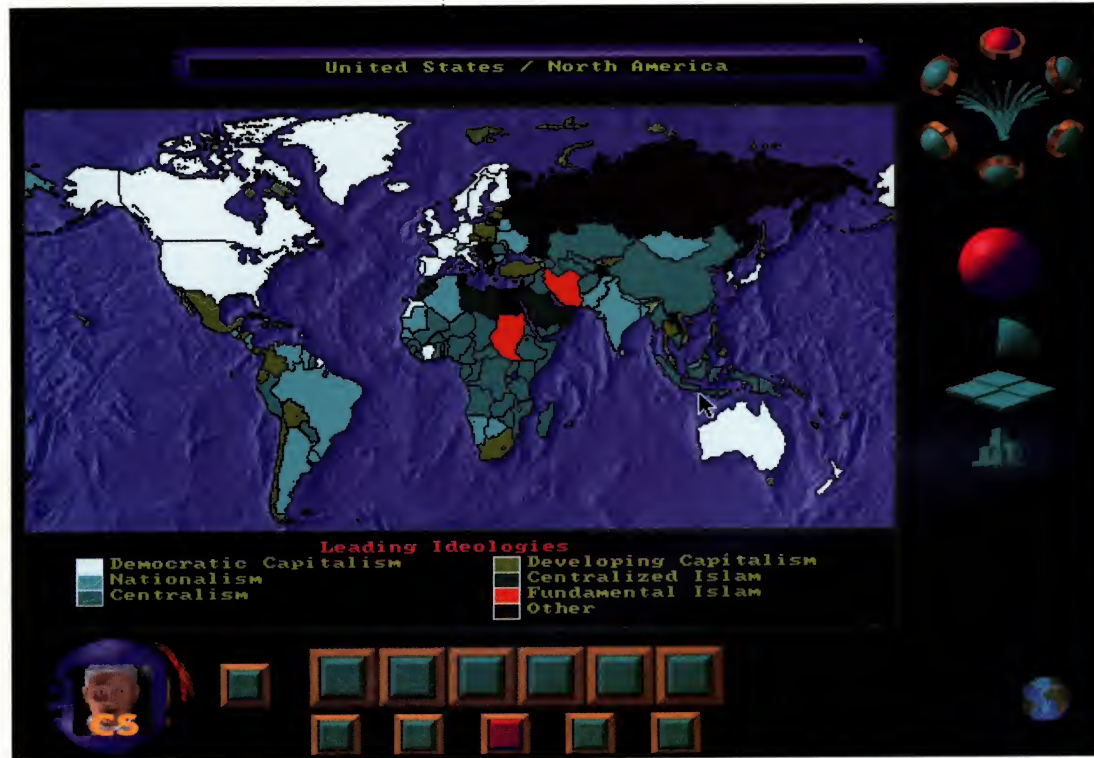 United States / North America
Leading Ideologies
Democratic Capitalism
Nationalism
Centralism
Developing Capitalism
Centralized Islam
Fundamental Islam
Other
CS